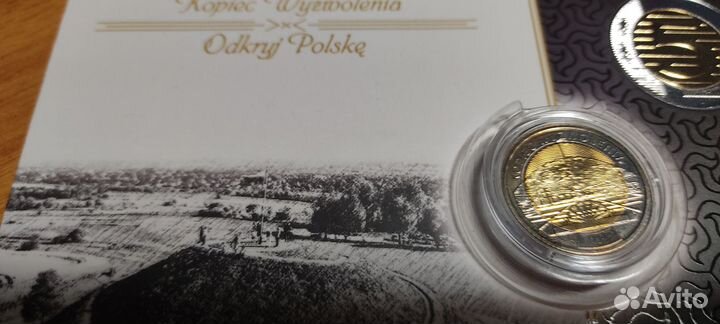 Kopiec Wyzwolenia
Odkryj Polskę
Avito